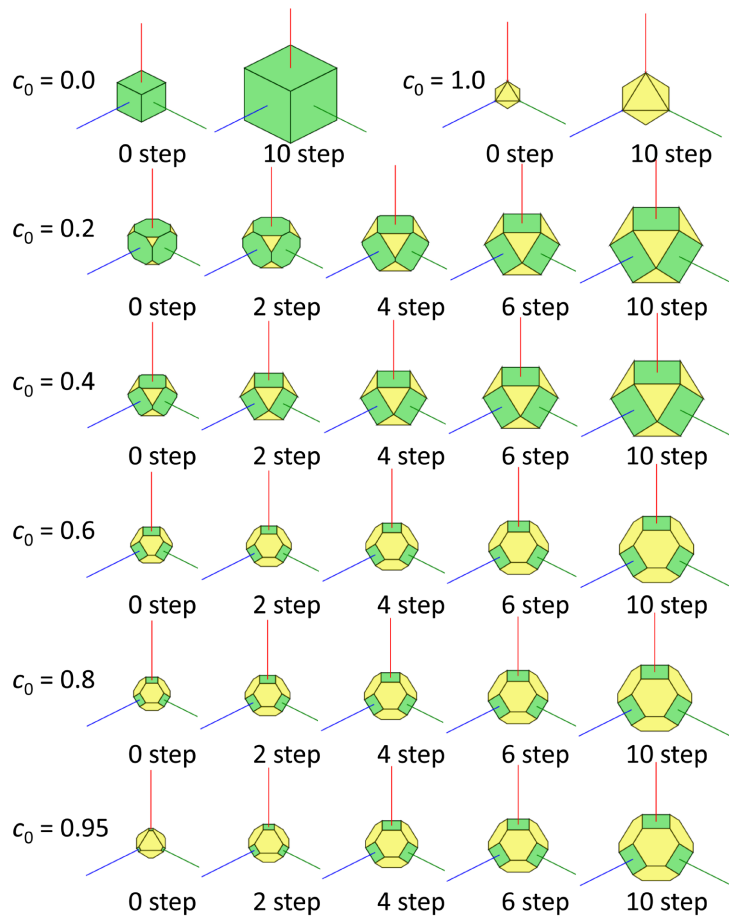 c0 = 0.0 c0 = 1.0
0 step 10 step 0 step 10 step
c0 = 0.2
0 step 2 step 4 step 6 step 10 step
c0 = 0.4
0 step 2 step 4 step 6 step 10 step
c0 = 0.6
0 step 2 step 4 step 6 step 10 step
c0 = 0.8
0 step 2 step 4 step 6 step 10 step
c0 = 0.95
0 step 2 step 4 step 6 step 10 step